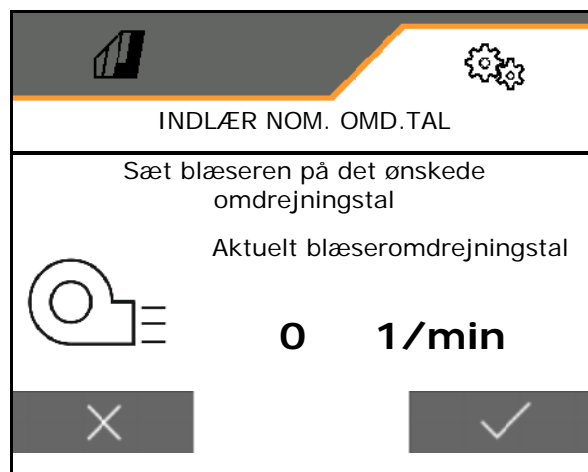 INDLÆR NOM. OMD.TAL
Sæt blæseren på det ønskede
omdrejningstal
Aktuelt blæseromdrejningstal
0 1/min